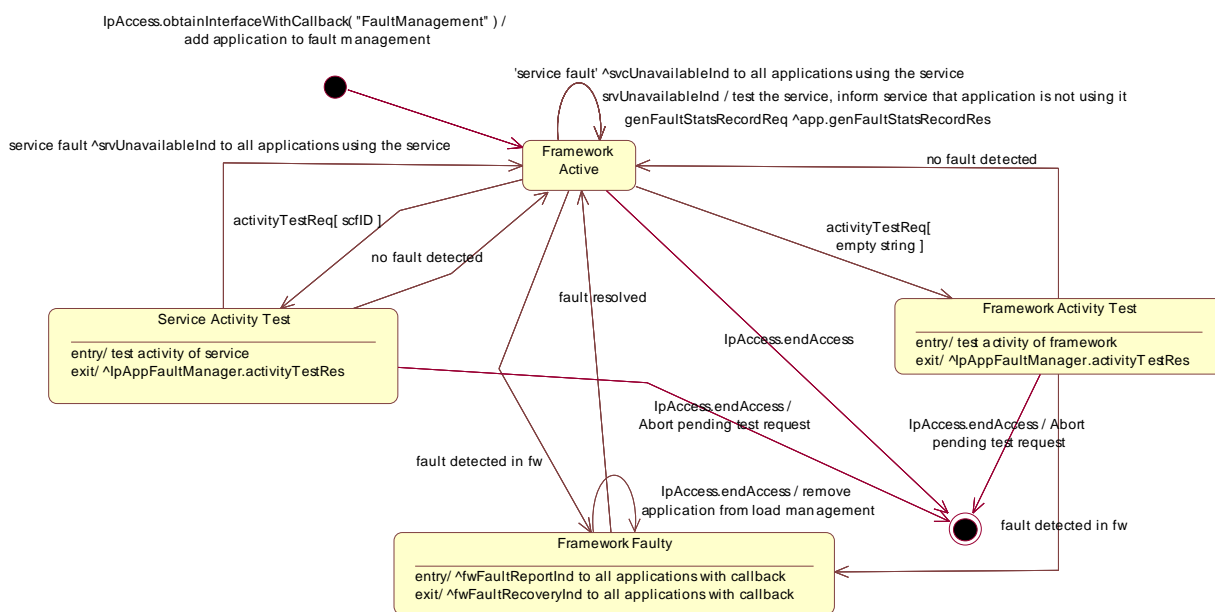 IpAccess.obtainInterfaceWithCallback( "FaultManagement" ) /
add application to fault management
'service fault' ^svcUnavailableInd to all applications using the service
srvUnavailableInd / test the service, inform service that application is not using it
genFaultStatsRecordReq ^app.genFaultStatsRecordRes
service fault ^srvUnavailableInd to all applications using the service
Framework
Active
no fault detected
activityTestReq[ scfID ]
activityTestReq[
empty string ]
no fault detected
fault resolved
Service Activity Test
entry/ test activity of service
exit/ ^IpAppFaultManager.activityTestRes
Framework Activity Test
entry/ test activity of framework
exit/ ^IpAppFaultManager.activityTestRes
IpAccess.endAccess
IpAccess.endAccess /
Abort pending test request
IpAccess.endAccess / Abort
pending test request
fault detected in fw
IpAccess.endAccess / remove
application from load management
fault detected in fw
Framework Faulty
entry/ ^fwFaultReportInd to all applications with callback
exit/ ^fwFaultRecoveryInd to all applications with callback